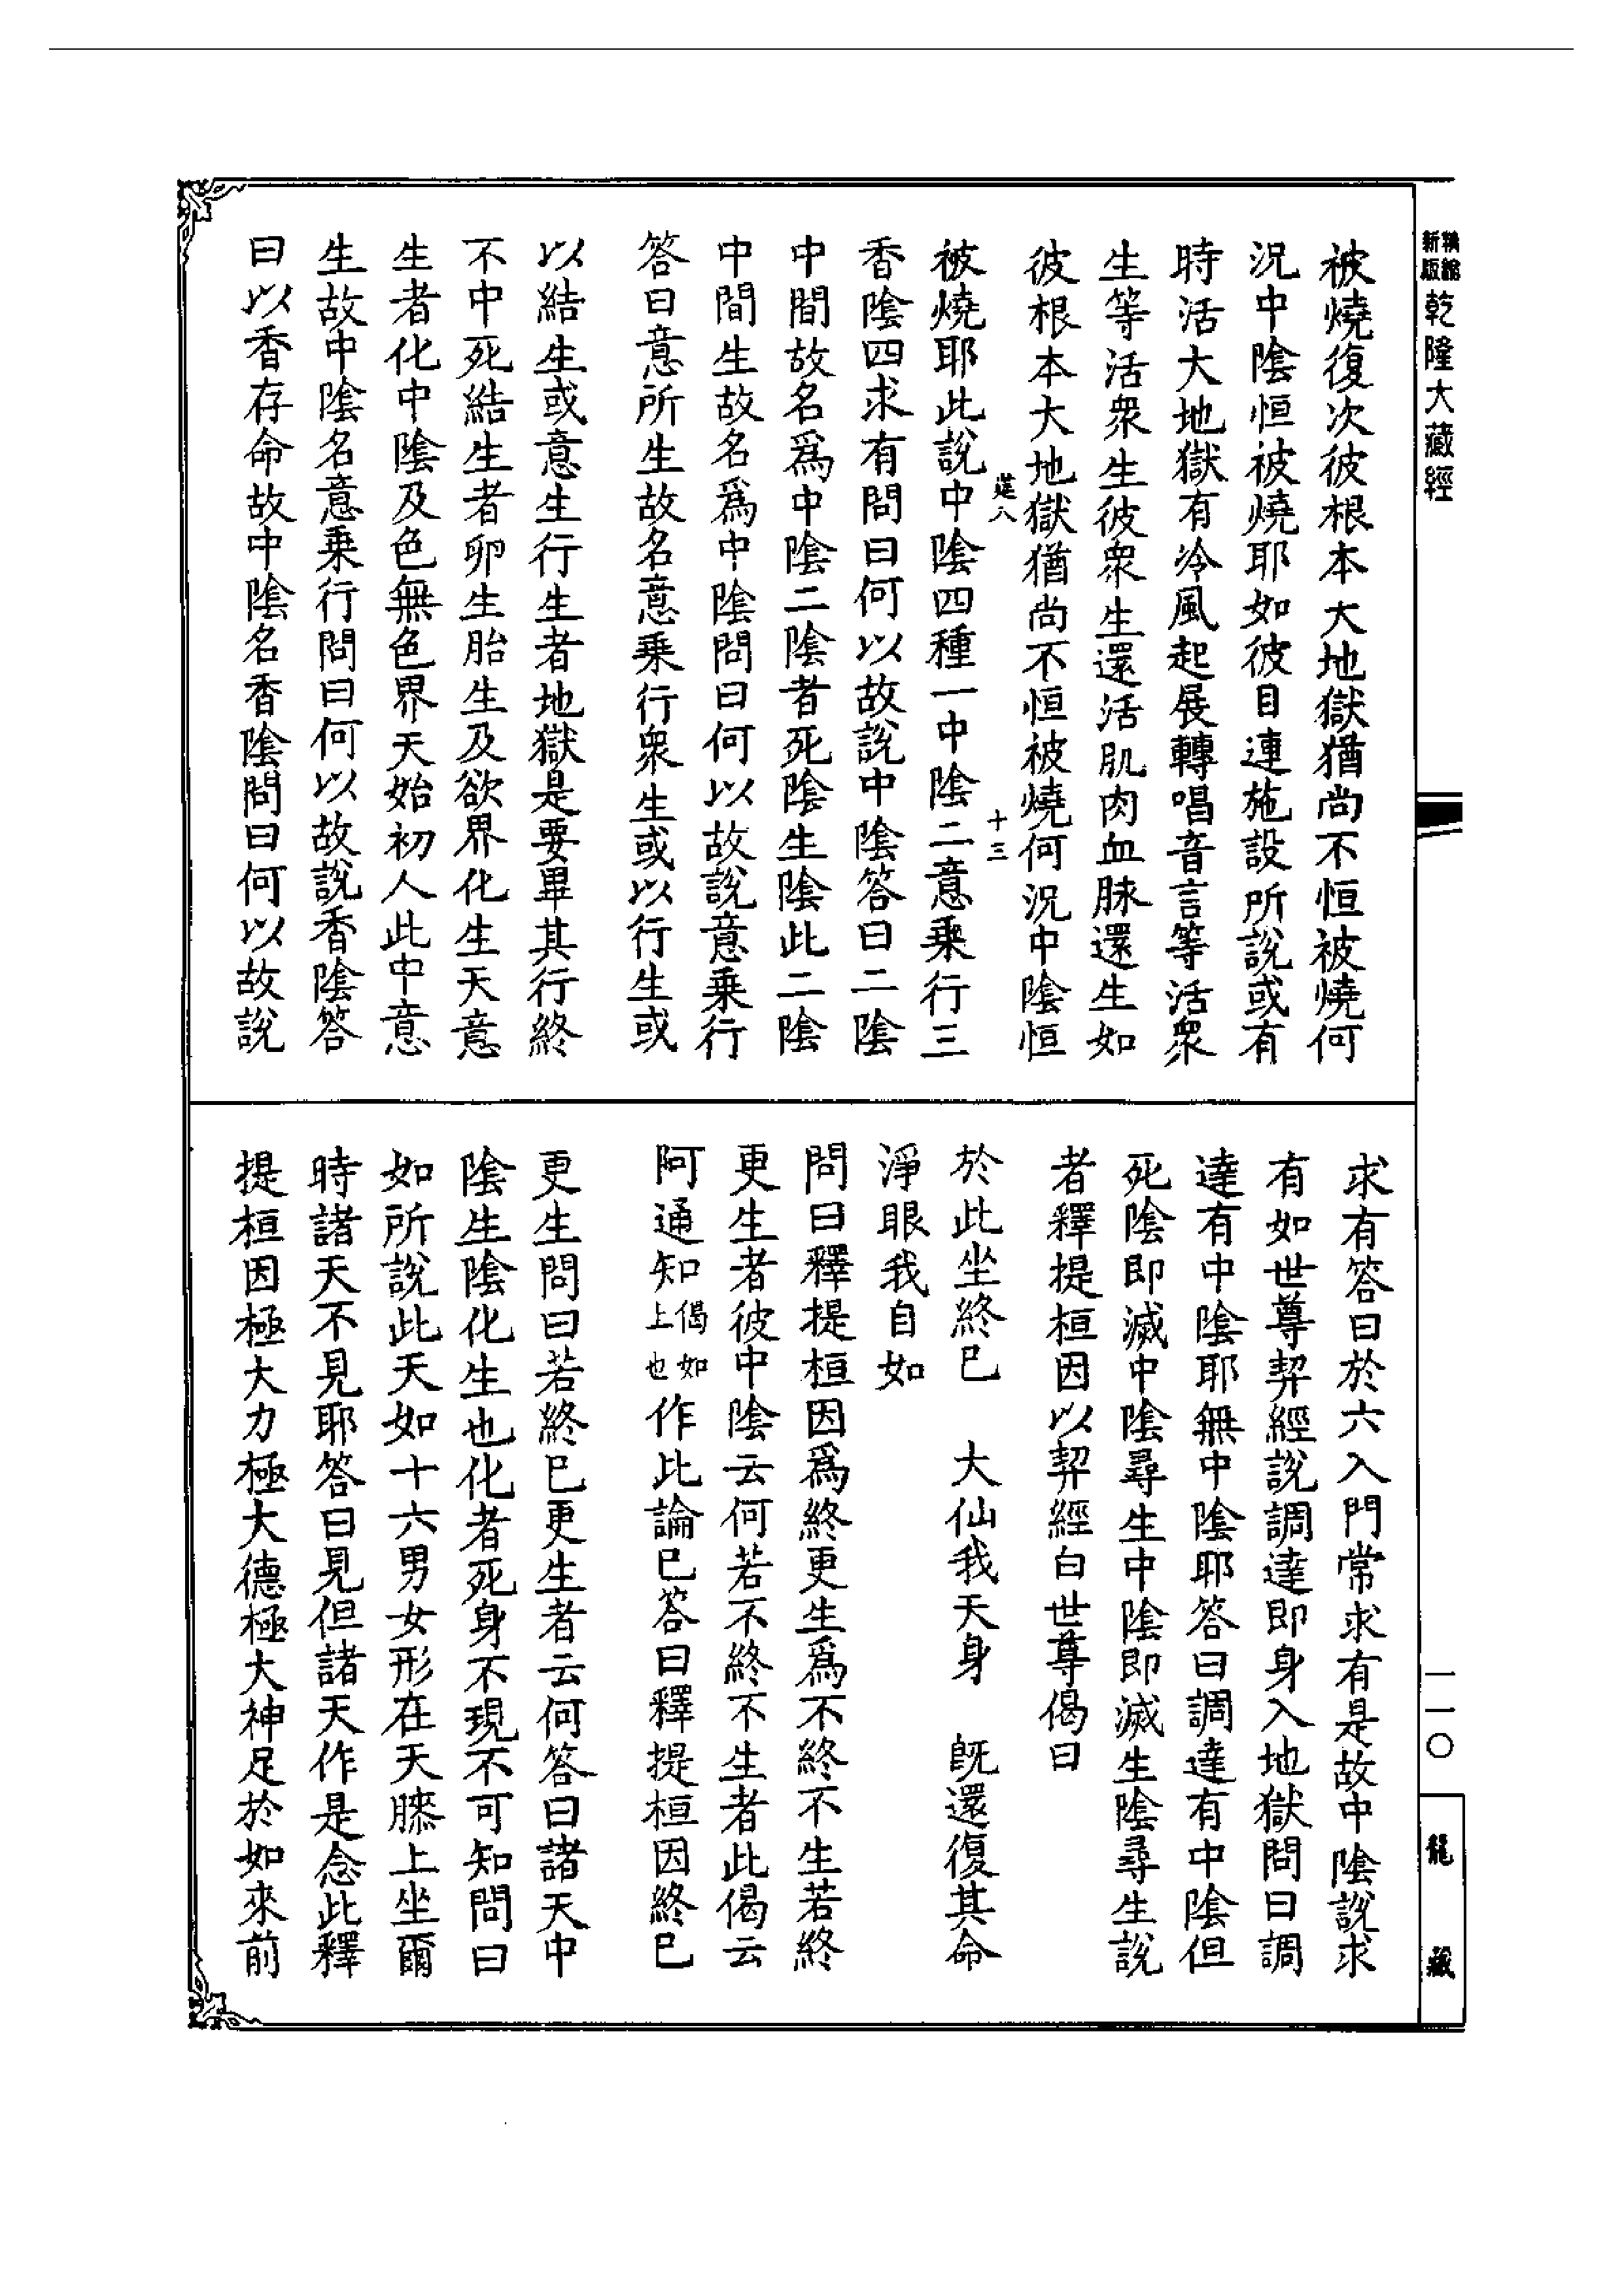 新版
乾隆大藏經
被燒復次彼根本大地獄猶尚不恒被燒何
況中陰恒被燒耶如彼目連施設所說或有
時活大地獄有冷風起展轉唱音言等活衆
生等活衆生彼衆生還活肌肉血脉還生如
彼根本大地獄猶尚不恒被燒何況中陰恒
十三
被燒耶此說中陰四種一中陰二意乗行三
香陰四求有問曰何以故說中陰答曰二陰
中間故名爲中陰二陰者死陰生陰此二陰
中間生故名爲中陰問曰何以故說意乗行
答曰意所生故名意乗行衆生或以行生或
以結生或意生行生者地獄是要畢其行終
不中死結生者卵生胎生及欲界化生天意
生者化中陰及色無色界天始初人此中意
生故中陰名意乗行問曰何以故說香陰答
曰以香存命故中陰名香陰問曰何以故說
求有答曰於六入門常求有是故中陰說求
有如世尊契經說調達即身入地獄問曰調
達有中陰耶無中陰耶答曰調達有中陰但
死陰即滅中陰尋生中陰即滅生陰尋生說
者釋提桓因以契經白世尊偈曰
於此坐終已　大仙我天身　旣還復其命
淨眼我自如
問曰釋提桓因爲終更生爲不終不生若終
更生者彼中陰云何若不終不生者此偈云
阿通知偈如上也作此論已答曰釋提桓因終已
更生問曰若終已更生者云何答曰諸天中
陰生陰化生也化者死身不現不可知問曰
如所說此天如十六男女形在天膝上坐爾
時諸天不見耶答曰見但諸天作是念此釋
提桓因極大力極大德極大神足於如來前
一一〇
龍藏